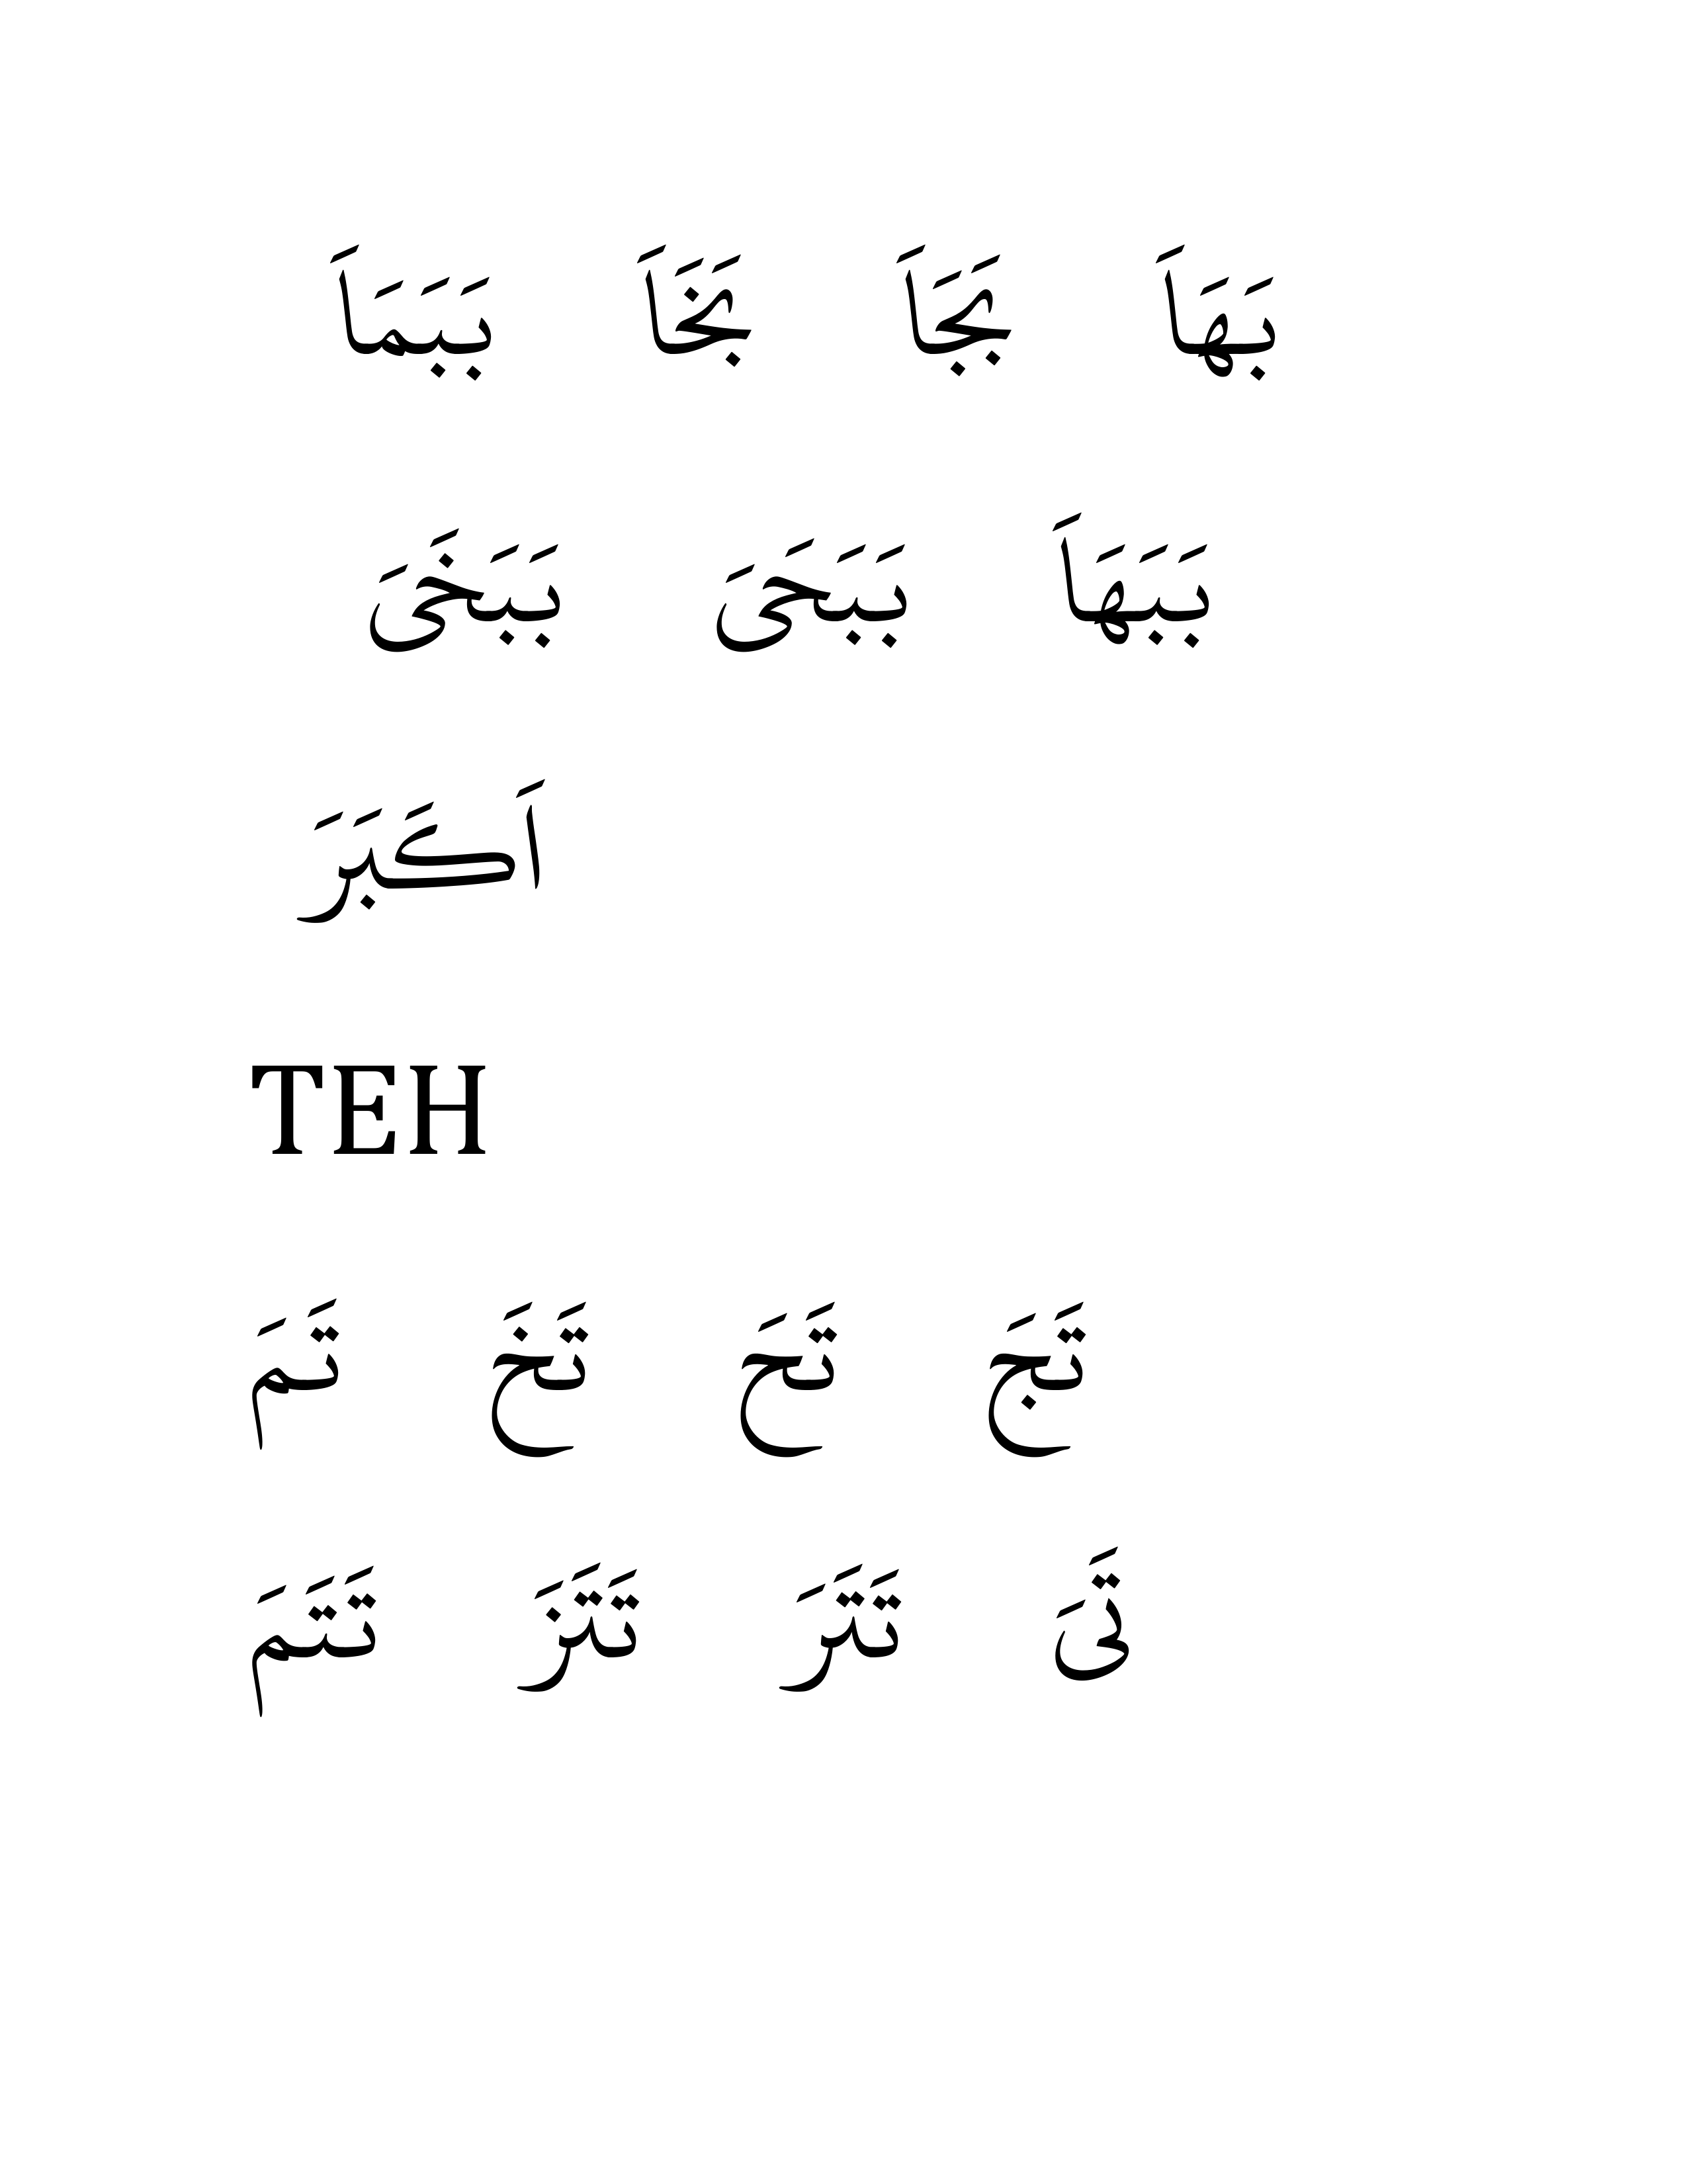 بَهَاَ بَجَاَ بَخَاَ بَبَمَاَ
بَبَهَاَ بَبَحَىَ بَبَخَىَ
اَكَبَرَ
TEH
تَجَ تَحَ تَخَ تَمَ
تَىَ تَتَرَ تَتَزَ تَتَمَ